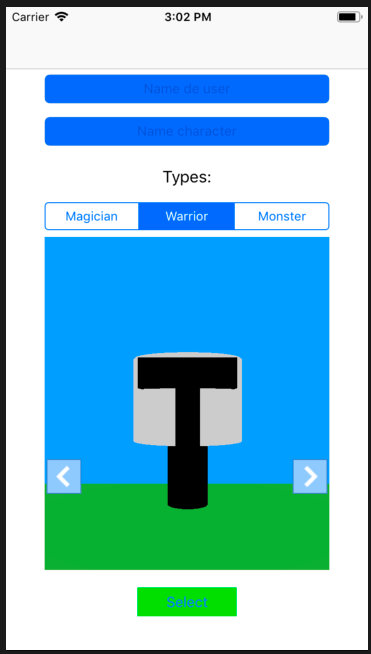 Carrier 3:02 PM
Name de user
Name character
Types:
Magician Warrior Monster
Select